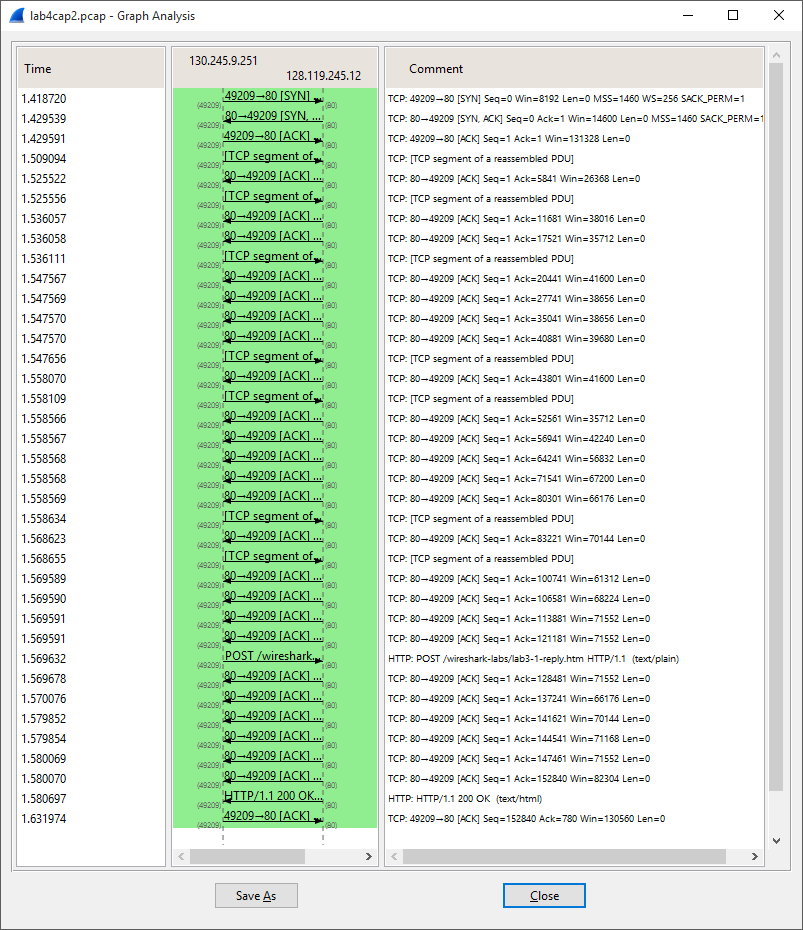 lab4cap2.pcap - Graph Analysis
Time 130.245.9.251 128.119.245.12 Comment
1.418720 (49209) 49209→80 [SYN] ... (80) TCP: 49209→80 [SYN] Seq=0 Win=8192 Len=0 MSS=1460 WS=256 SACK_PERM=1
1.429539 (49209) 80→49209 [SYN, ... (80) TCP: 80→49209 [SYN, ACK] Seq=0 Ack=1 Win=14600 Len=0 MSS=1460 SACK_PERM=1
1.429591 (49209) 49209→80 [ACK] ... (80) TCP: 49209→80 [ACK] Seq=1 Ack=1 Win=131328 Len=0
1.509094 (49209) [TCP segment of... (80) TCP: [TCP segment of a reassembled PDU]
1.525522 (49209) 80→49209 [ACK] ... (80) TCP: 80→49209 [ACK] Seq=1 Ack=5841 Win=26368 Len=0
1.525556 (49209) [TCP segment of... (80) TCP: [TCP segment of a reassembled PDU]
1.536057 (49209) 80→49209 [ACK] ... (80) TCP: 80→49209 [ACK] Seq=1 Ack=11681 Win=38016 Len=0
1.536058 (49209) 80→49209 [ACK] ... (80) TCP: 80→49209 [ACK] Seq=1 Ack=17521 Win=35712 Len=0
1.536111 (49209) [TCP segment of... (80) TCP: [TCP segment of a reassembled PDU]
1.547567 (49209) 80→49209 [ACK] ... (80) TCP: 80→49209 [ACK] Seq=1 Ack=20441 Win=41600 Len=0
1.547569 (49209) 80→49209 [ACK] ... (80) TCP: 80→49209 [ACK] Seq=1 Ack=27741 Win=38656 Len=0
1.547570 (49209) 80→49209 [ACK] ... (80) TCP: 80→49209 [ACK] Seq=1 Ack=35041 Win=38656 Len=0
1.547570 (49209) 80→49209 [ACK] ... (80) TCP: 80→49209 [ACK] Seq=1 Ack=40881 Win=39680 Len=0
1.547656 (49209) [TCP segment of... (80) TCP: [TCP segment of a reassembled PDU]
1.558070 (49209) 80→49209 [ACK] ... (80) TCP: 80→49209 [ACK] Seq=1 Ack=43801 Win=41600 Len=0
1.558109 (49209) [TCP segment of... (80) TCP: [TCP segment of a reassembled PDU]
1.558566 (49209) 80→49209 [ACK] ... (80) TCP: 80→49209 [ACK] Seq=1 Ack=52561 Win=35712 Len=0
1.558567 (49209) 80→49209 [ACK] ... (80) TCP: 80→49209 [ACK] Seq=1 Ack=56941 Win=42240 Len=0
1.558568 (49209) 80→49209 [ACK] ... (80) TCP: 80→49209 [ACK] Seq=1 Ack=64241 Win=56832 Len=0
1.558568 (49209) 80→49209 [ACK] ... (80) TCP: 80→49209 [ACK] Seq=1 Ack=71541 Win=67200 Len=0
1.558569 (49209) 80→49209 [ACK] ... (80) TCP: 80→49209 [ACK] Seq=1 Ack=80301 Win=66176 Len=0
1.558634 (49209) [TCP segment of... (80) TCP: [TCP segment of a reassembled PDU]
1.568623 (49209) 80→49209 [ACK] ... (80) TCP: 80→49209 [ACK] Seq=1 Ack=83221 Win=70144 Len=0
1.568655 (49209) [TCP segment of... (80) TCP: [TCP segment of a reassembled PDU]
1.569589 (49209) 80→49209 [ACK] ... (80) TCP: 80→49209 [ACK] Seq=1 Ack=100741 Win=61312 Len=0
1.569590 (49209) 80→49209 [ACK] ... (80) TCP: 80→49209 [ACK] Seq=1 Ack=106581 Win=68224 Len=0
1.569591 (49209) 80→49209 [ACK] ... (80) TCP: 80→49209 [ACK] Seq=1 Ack=113881 Win=71552 Len=0
1.569591 (49209) 80→49209 [ACK] ... (80) TCP: 80→49209 [ACK] Seq=1 Ack=121181 Win=71552 Len=0
1.569632 (49209) POST /wireshark... (80) HTTP: POST /wireshark-labs/lab3-1-reply.htm HTTP/1.1 (text/plain)
1.569678 (49209) 80→49209 [ACK] ... (80) TCP: 80→49209 [ACK] Seq=1 Ack=128481 Win=71552 Len=0
1.570076 (49209) 80→49209 [ACK] ... (80) TCP: 80→49209 [ACK] Seq=1 Ack=137241 Win=66176 Len=0
1.579852 (49209) 80→49209 [ACK] ... (80) TCP: 80→49209 [ACK] Seq=1 Ack=141621 Win=70144 Len=0
1.579854 (49209) 80→49209 [ACK] ... (80) TCP: 80→49209 [ACK] Seq=1 Ack=144541 Win=71168 Len=0
1.580069 (49209) 80→49209 [ACK] ... (80) TCP: 80→49209 [ACK] Seq=1 Ack=147461 Win=71552 Len=0
1.580070 (49209) 80→49209 [ACK] ... (80) TCP: 80→49209 [ACK] Seq=1 Ack=152840 Win=82304 Len=0
1.580697 (49209) HTTP/1.1 200 OK... (80) HTTP: HTTP/1.1 200 OK (text/html)
1.631974 (49209) 49209→80 [ACK] ... (80) TCP: 49209→80 [ACK] Seq=152840 Ack=780 Win=130560 Len=0
Save As Close